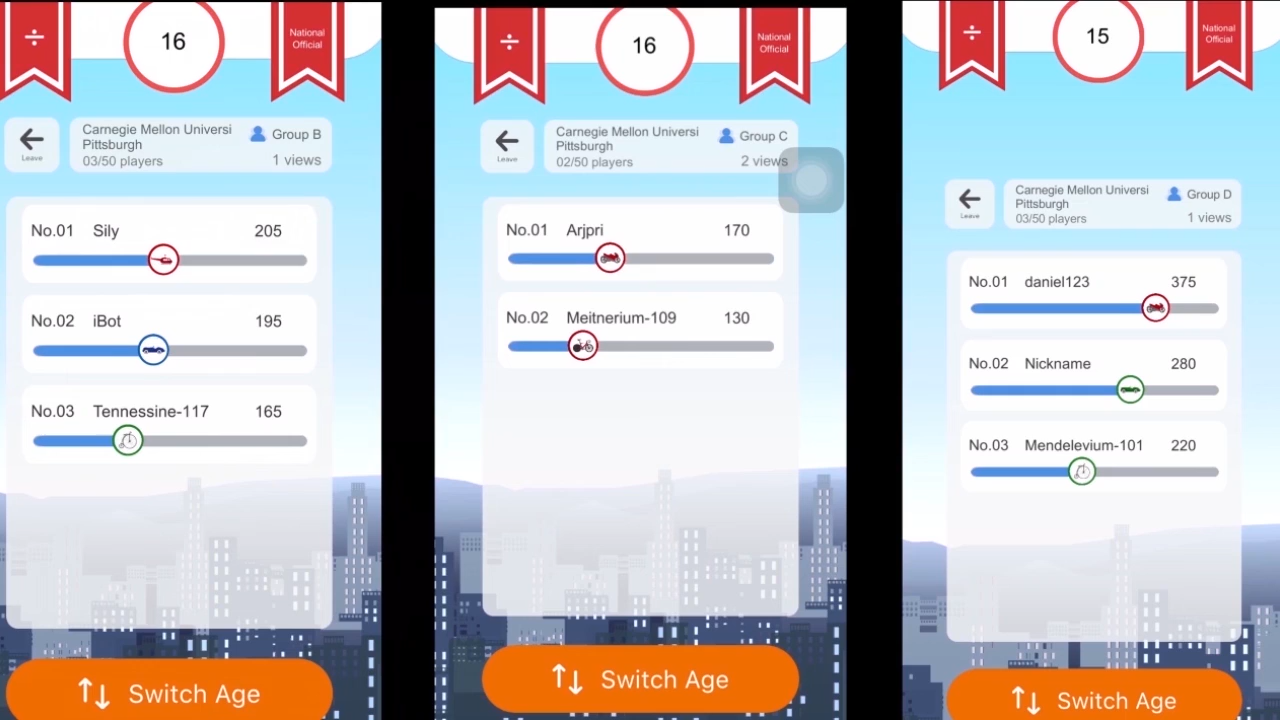 ÷
16
National
Official
Leave
Carnegie Mellon Universi
Pittsburgh
03/50 players
Group B
1 views
No.01 Sily 205
No.02 iBot 195
No.03 Tennessine-117 165
Switch Age
÷
16
National
Official
Leave
Carnegie Mellon Universi
Pittsburgh
02/50 players
Group C
2 views
No.01 Arjpri 170
No.02 Meitnerium-109 130
Switch Age
÷
15
National
Official
Leave
Carnegie Mellon Universi
Pittsburgh
03/50 players
Group D
1 views
No.01 daniel123 375
No.02 Nickname 280
No.03 Mendelevium-101 220
Switch Age